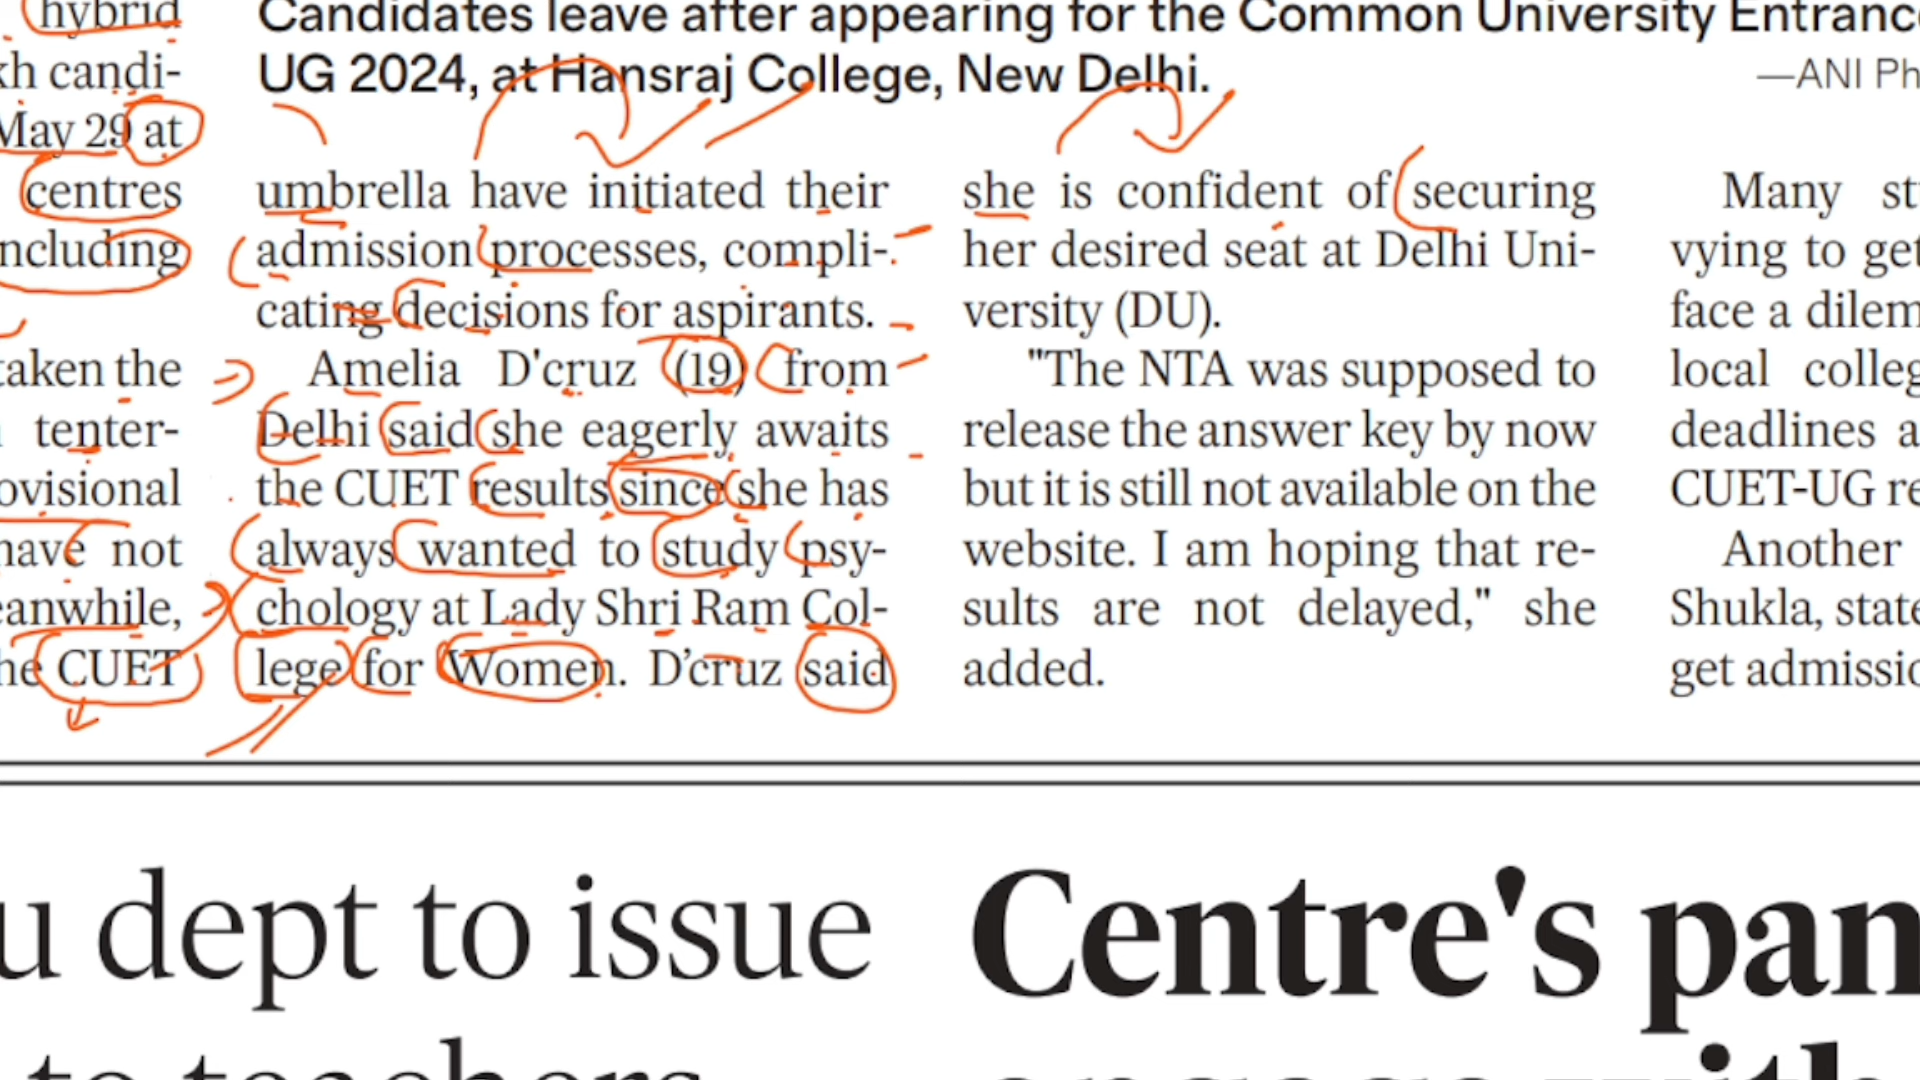 hybrid
candi-
May 29 at
centres
including
taken the
tenter-
have not
CUET
Candidates leave after appearing for the Common University Entrance
UG 2024, at Hansraj College, New Delhi.
—ANI Ph
umbrella have initiated their
admission processes, compli-
cating decisions for aspirants.
Amelia D'cruz (19) from
Delhi said she eagerly awaits
the CUET results since she has
always wanted to study psy-
chology at Lady Shri Ram Col-
lege for Women. D'cruz said
she is confident of securing
her desired seat at Delhi Uni-
versity (DU).
"The NTA was supposed to
release the answer key by now
but it is still not available on the
website. I am hoping that re-
sults are not delayed," she
added.
Many st
vying to get
face a dilem
local colleg
deadlines a
CUET-UG re
Another
Shukla, state
get admissio
u dept to issue
to teachers
Centre's pan
engage with